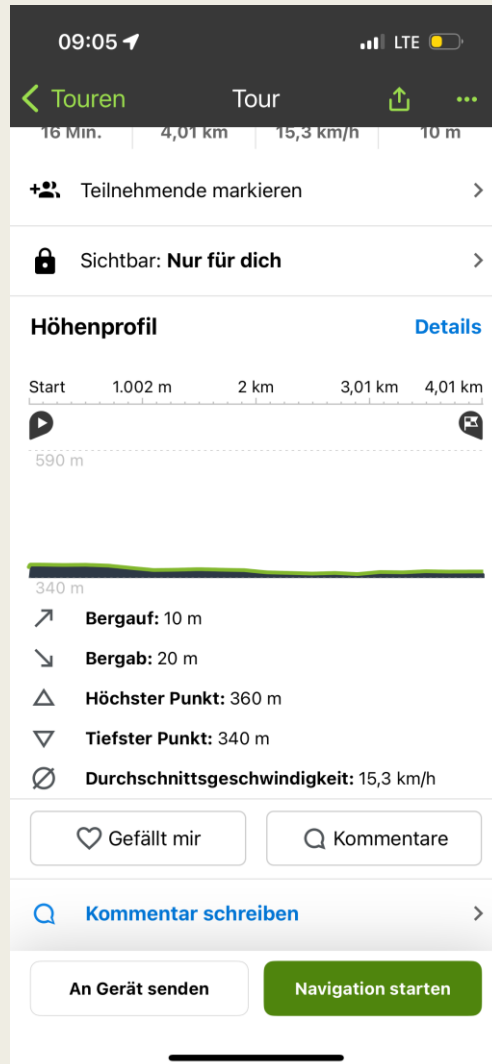 09:05 LTE
Touren Tour
16 Min. 4,01 km 15,3 km/h 10 m
Teilnehmende markieren
Sichtbar: Nur für dich
Höhenprofil Details
Start 1.002 m 2 km 3,01 km 4,01 km
590 m
340 m
Bergauf: 10 m
Bergab: 20 m
Höchster Punkt: 360 m
Tiefster Punkt: 340 m
Durchschnittsgeschwindigkeit: 15,3 km/h
Gefällt mir Kommentare
Kommentar schreiben
An Gerät senden Navigation starten